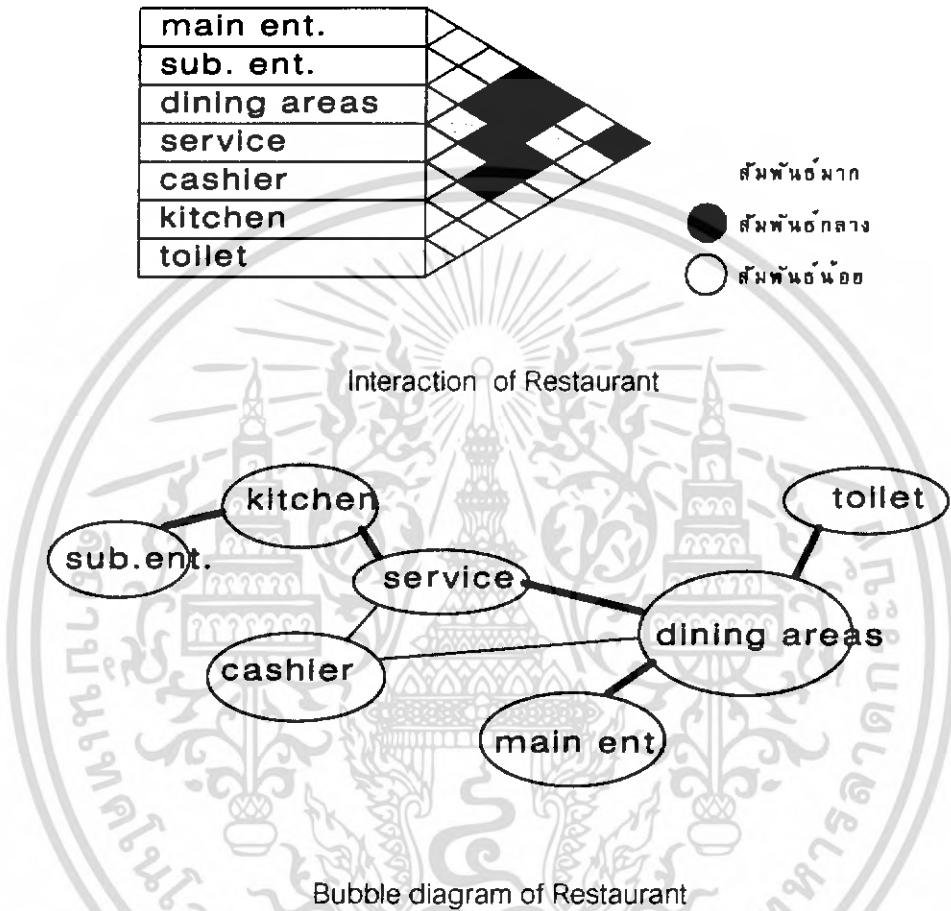 main ent.
sub. ent.
dining areas
service
cashier
kitchen
toilet
สัมพันธ์มาก
สัมพันธ์กลาง
สัมพันธ์น้อย
Interaction of Restaurant
kitchen
toilet
sub.ent.
service
dining areas
cashier
main ent
Bubble diagram of Restaurant